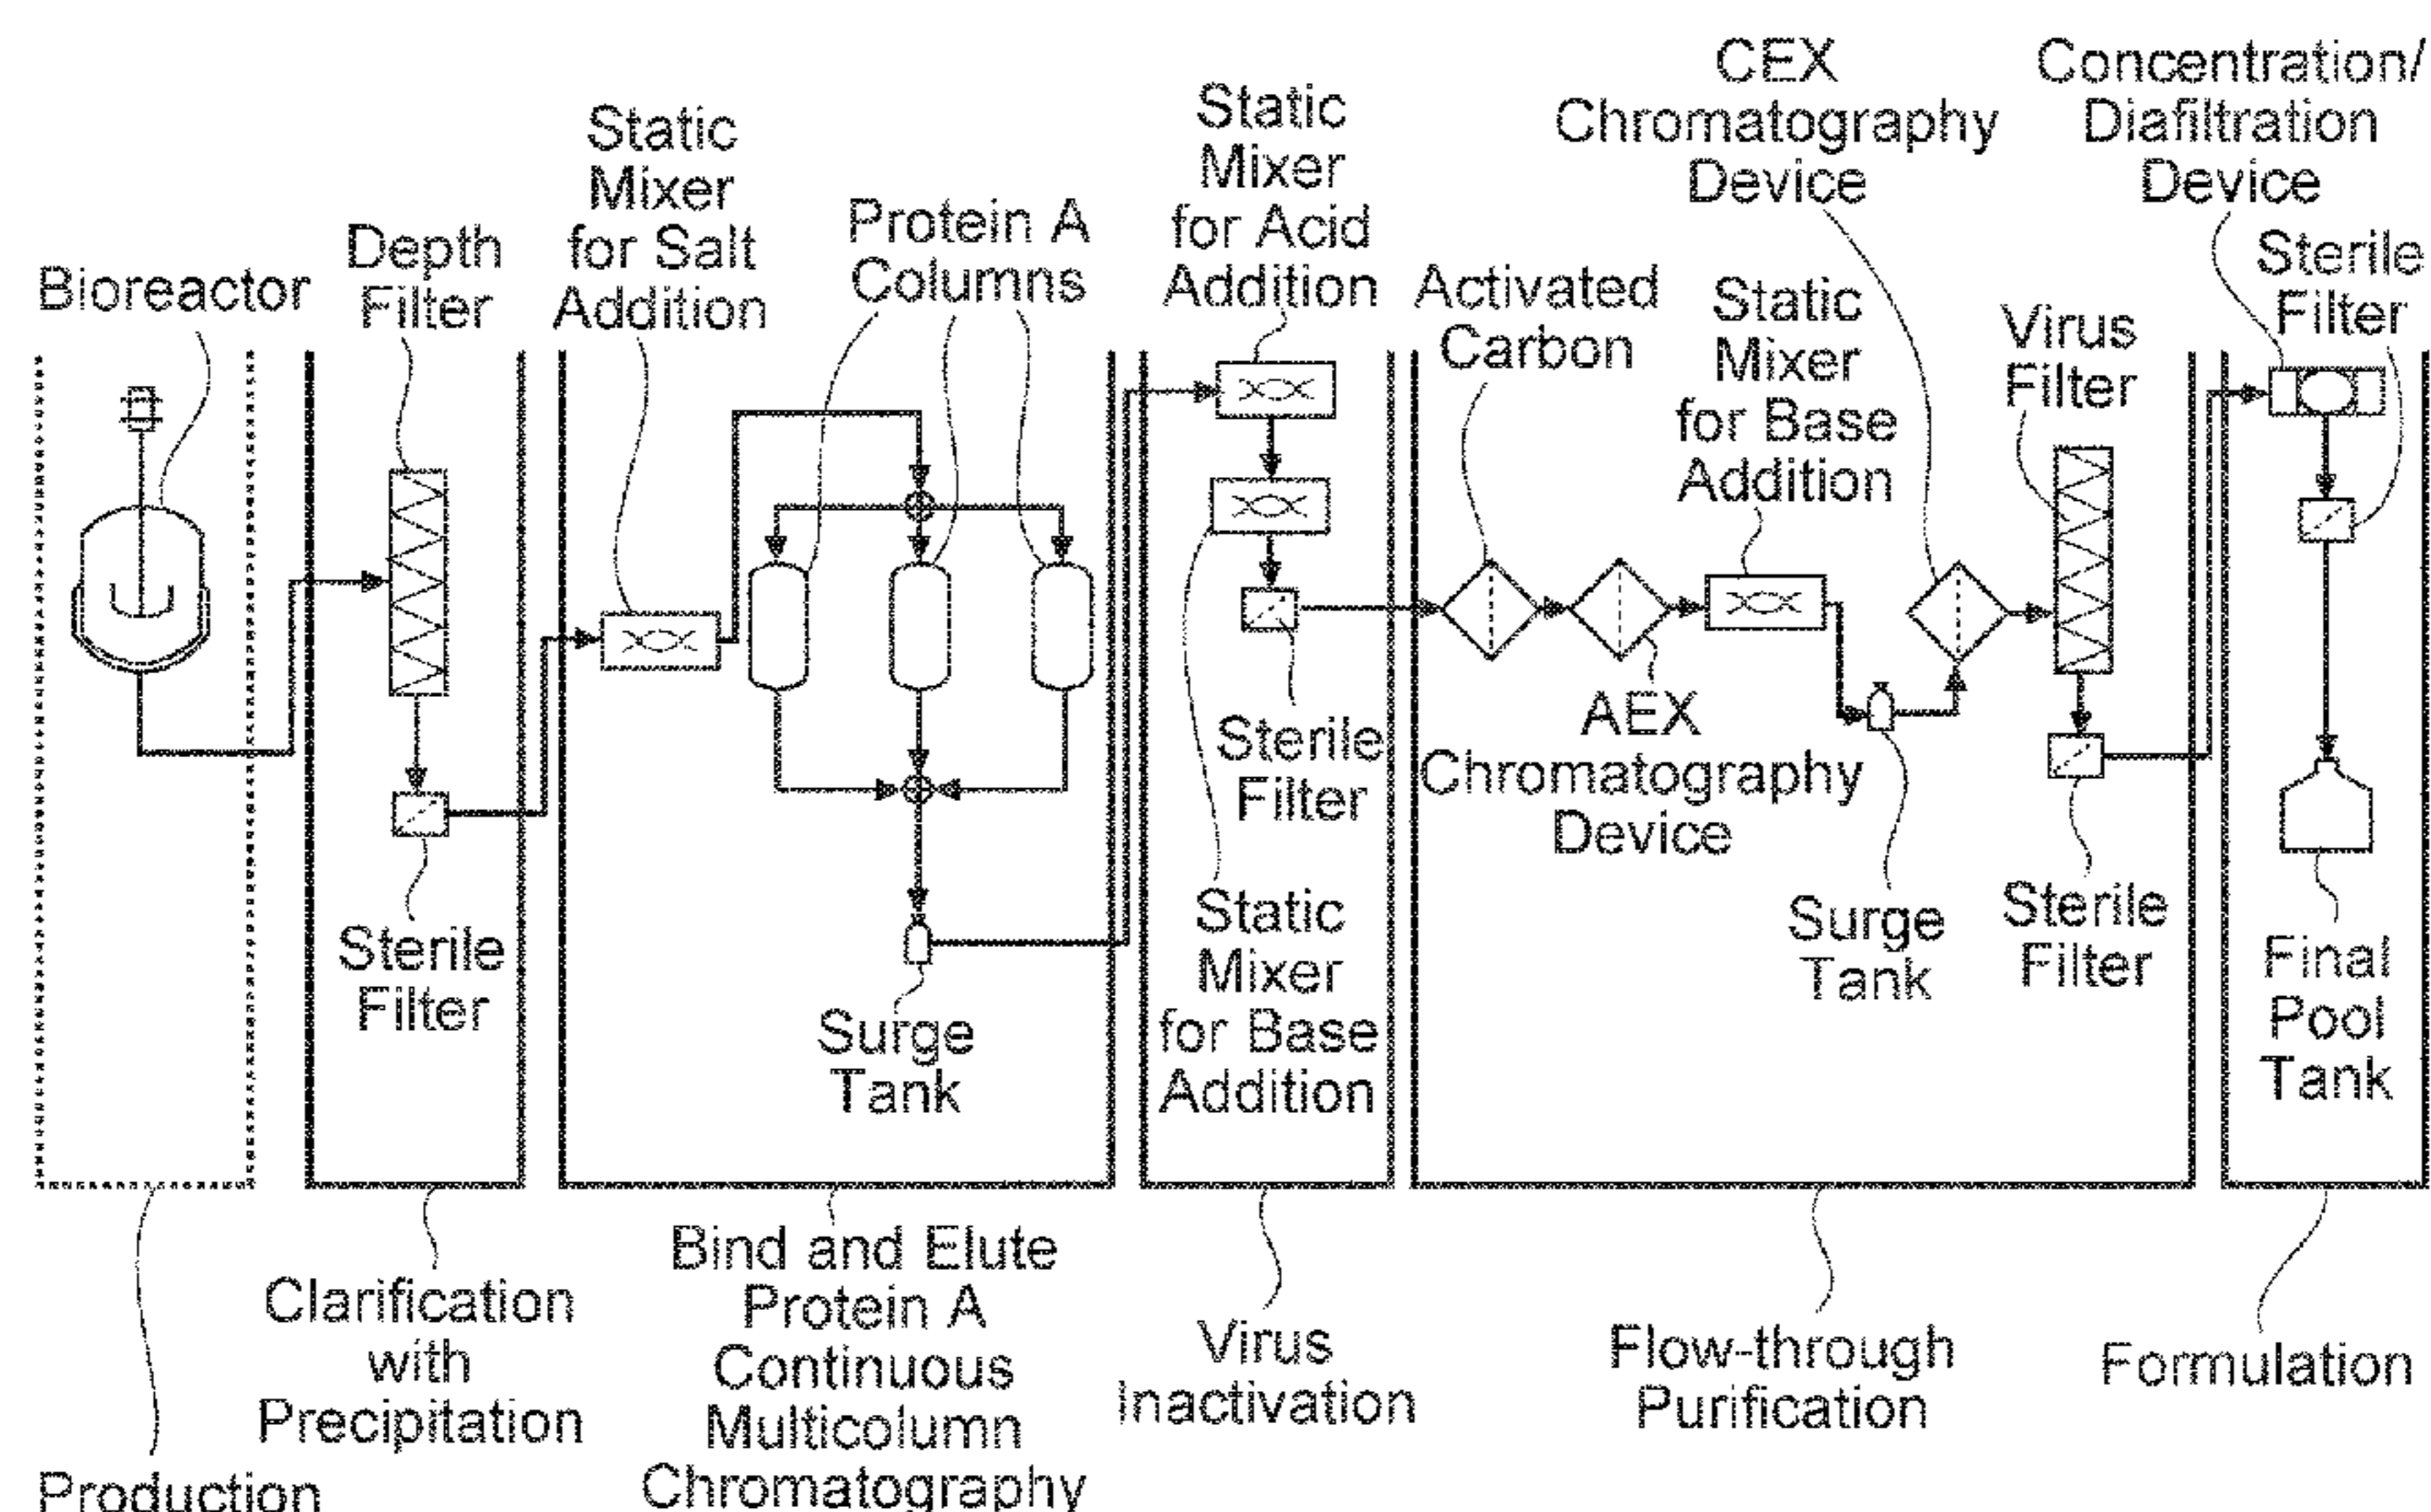 Bioreactor
Depth
Filter
Static
Mixer
for Salt
Addition
Protein A
Columns
Static
Mixer
for Acid
Addition
Activated
Carbon
CEX
Chromatography
Device
Static
Mixer
for Base
Addition
Virus
Filter
Concentration/
Diafiltration
Device
Sterile
Filter
Sterile
Filter
Surge
Tank
Sterile
Filter
Static
Mixer
for Base
Addition
AEX
Chromatography
Device
Surge
Tank
Sterile
Filter
Final
Pool
Tank
Production
Clarification
with
Precipitation
Bind and Elute
Protein A
Continuous
Multicolumn
Chromatography
Virus
Inactivation
Flow-through
Purification
Formulation